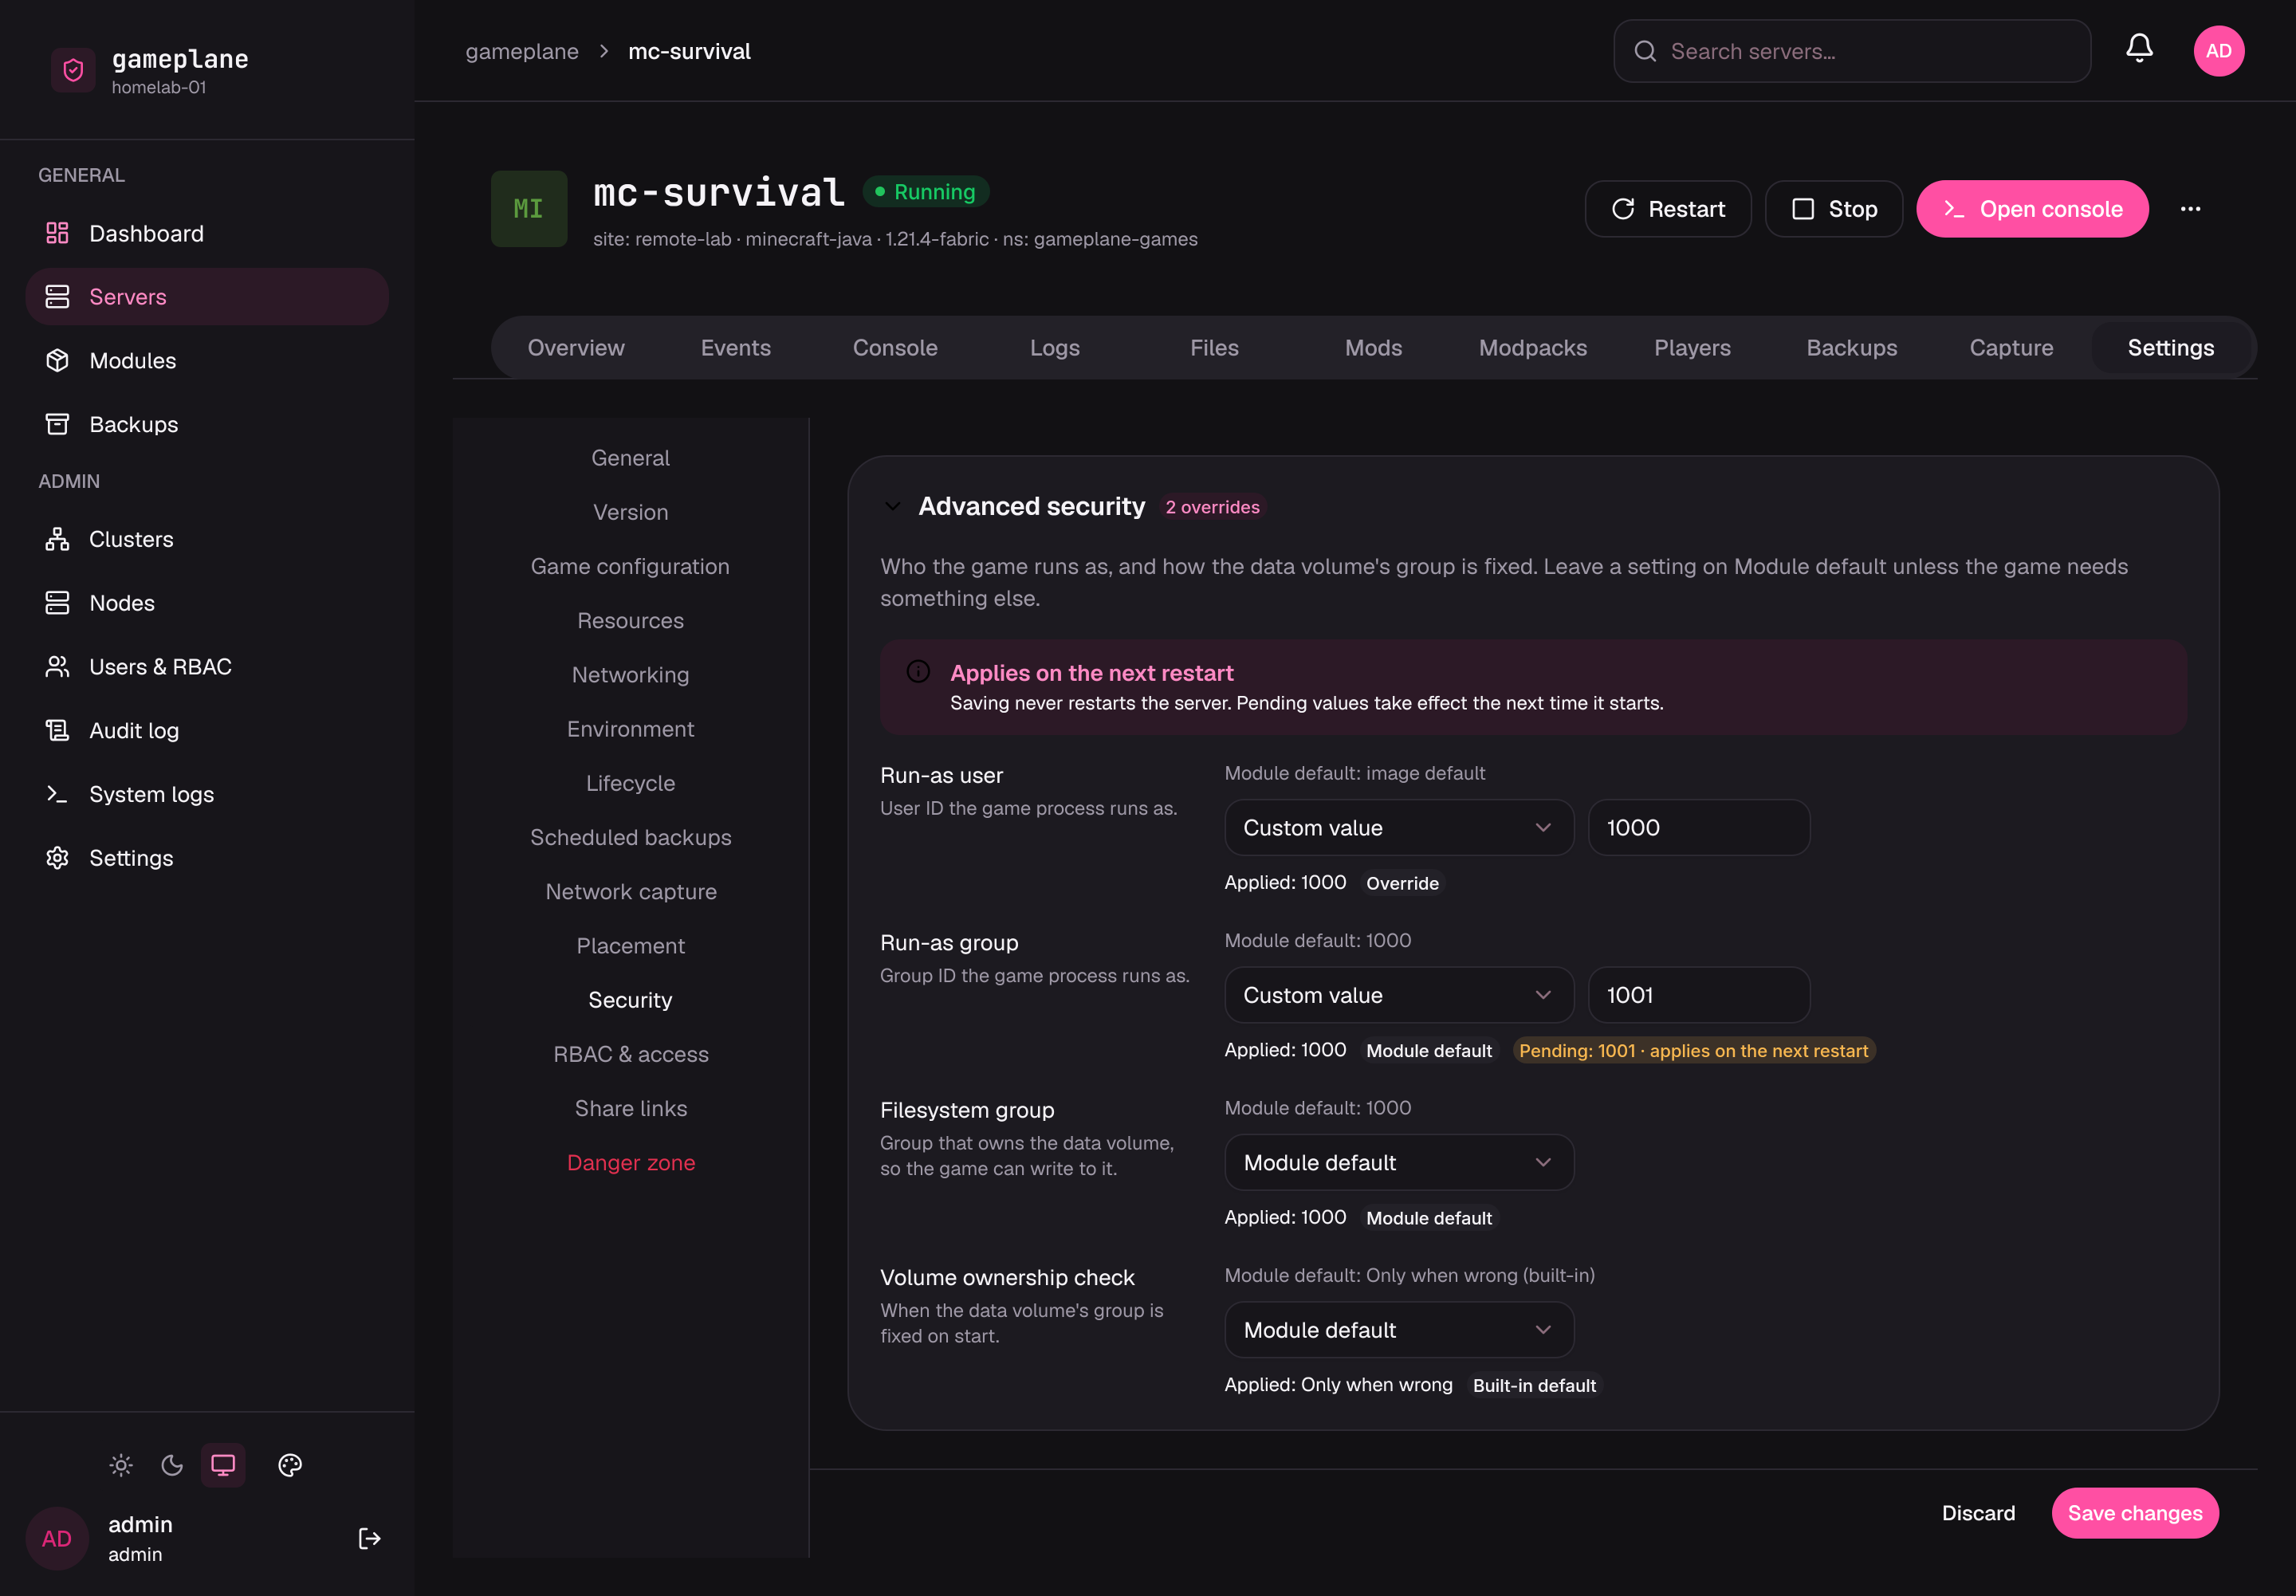 gameplane
homelab-01
GENERAL
Dashboard
Servers
Modules
Backups
ADMIN
Clusters
Nodes
Users & RBAC
Audit log
System logs
Settings
AD
admin
admin
gameplane > mc-survival
Search servers...
AD
MI
mc-survival
Running
site: remote-lab · minecraft-java · 1.21.4-fabric · ns: gameplane-games
Restart
Stop
Open console
Overview
Events
Console
Logs
Files
Mods
Modpacks
Players
Backups
Capture
Settings
General
Version
Game configuration
Resources
Networking
Environment
Lifecycle
Scheduled backups
Network capture
Placement
Security
RBAC & access
Share links
Danger zone
Advanced security 2 overrides
Who the game runs as, and how the data volume's group is fixed. Leave a setting on Module default unless the game needs
something else.
Applies on the next restart
Saving never restarts the server. Pending values take effect the next time it starts.
Run-as user
User ID the game process runs as.
Module default: image default
Custom value
1000
Applied: 1000 Override
Run-as group
Group ID the game process runs as.
Module default: 1000
Custom value
1001
Applied: 1000 Module default Pending: 1001 · applies on the next restart
Filesystem group
Group that owns the data volume,
so the game can write to it.
Module default: 1000
Module default
Applied: 1000 Module default
Volume ownership check
When the data volume's group is
fixed on start.
Module default: Only when wrong (built-in)
Module default
Applied: Only when wrong Built-in default
Discard
Save changes